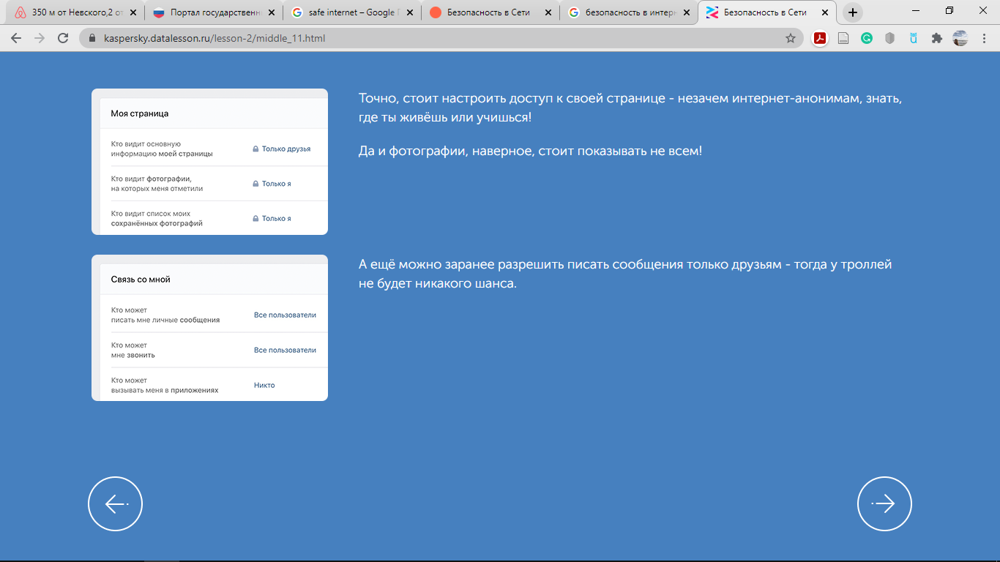 350 м от Невского,2 от
Портал государственн
safe internet – Google П
Безопасность в Сети
безопасность в интерн
Безопасность в Сети
kaspersky.datalesson.ru/lesson-2/middle_11.html
Моя страница
Кто видит основную
информацию моей страницы
Только друзья
Кто видит фотографии,
на которых меня отметили
Только я
Кто видит список моих
сохранённых фотографий
Только я
Точно, стоит настроить доступ к своей странице - незачем интернет-анонимам, знать,
где ты живёшь или учишься!
Да и фотографии, наверное, стоит показывать не всем!
Связь со мной
Кто может
писать мне личные сообщения
Все пользователи
Кто может
мне звонить
Все пользователи
Кто может
вызывать меня в приложениях
Никто
А ещё можно заранее разрешить писать сообщения только друзьям - тогда у троллей
не будет никакого шанса.